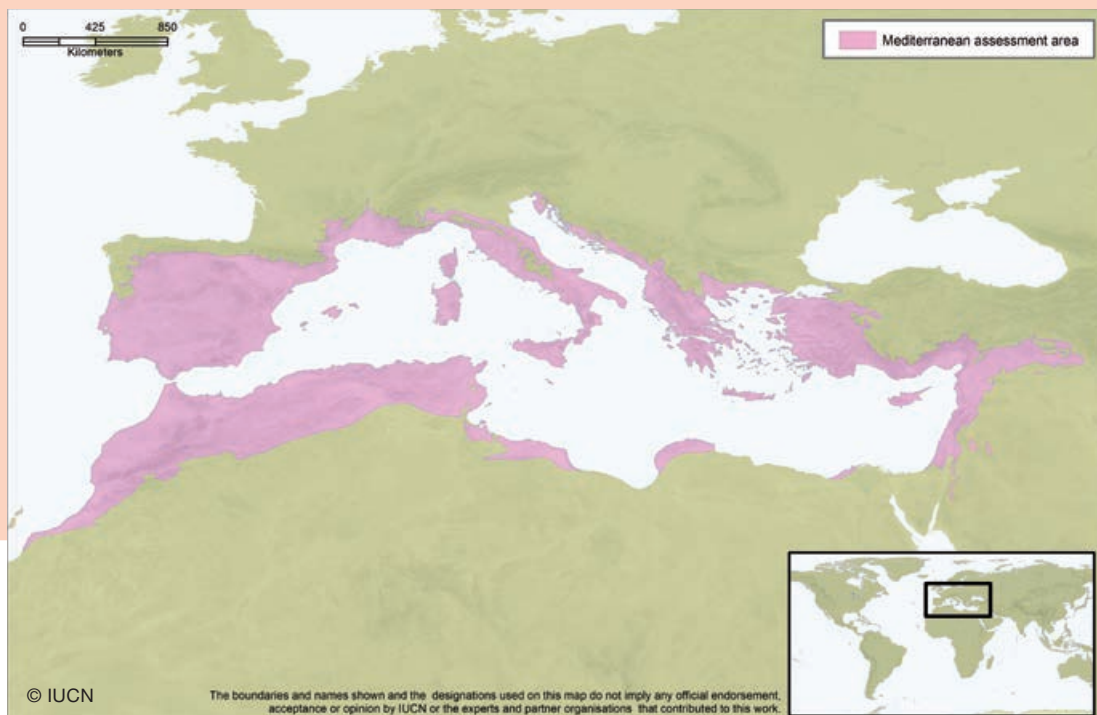 0 425 850
Kilometers
Mediterranean assessment area
© IUCN
The boundaries and names shown and the designations used on this map do not imply any official endorsement,
acceptance or opinion by IUCN or the experts and partner organisations that contributed to this work.